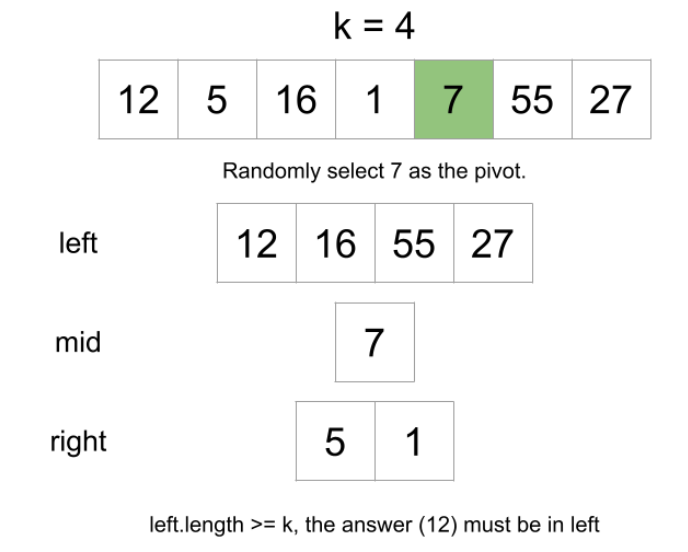 k = 4
12 5 16 1 7 55 27
Randomly select 7 as the pivot.
left 12 16 55 27
mid 7
right 5 1
left.length >= k, the answer (12) must be in left